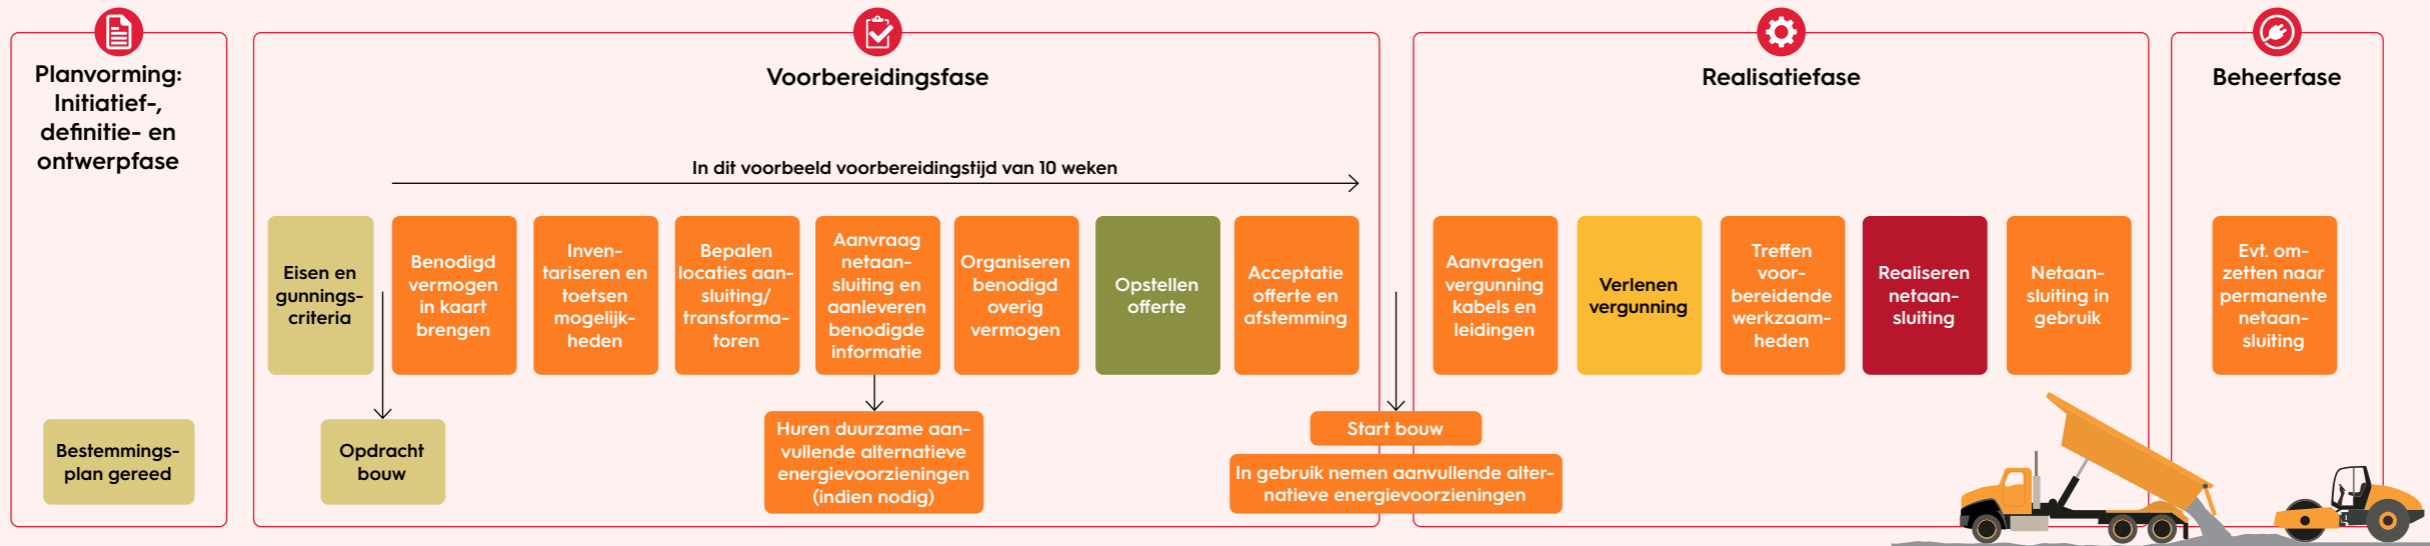 Planvorming:
Initiatief-,
definitie- en
ontwerpfase
Bestemmings-
plan gereed
Voorbereidingsfase
In dit voorbeeld voorbereidingstijd van 10 weken
Eisen en
gunnings-
criteria
Opdracht
bouw
Benodigd
vermogen
in kaart
brengen
Inven-
tariseren en
toetsen
mogelijk-
heden
Bepalen
locaties aan-
sluiting/
transforma-
toren
Aanvraag
netaan-
sluiting en
aanleveren
benodigde
informatie
Huren duurzame aan-
vullende alternatieve
energievoorzieningen
(indien nodig)
Organiseren
benodigd
overig
vermogen
Opstellen
offerte
Acceptatie
offerte en
afstemming
Start bouw
In gebruik nemen aanvullende alter-
natieve energievoorzieningen
Realisatiefase
Aanvragen
vergunning
kabels en
leidingen
Verlenen
vergunning
Treffen
voor-
bereidende
werkzaam-
heden
Realiseren
netaan-
sluiting
Netaan-
sluiting in
gebruik
Beheerfase
Evt. om-
zetten naar
permanente
netaan-
sluiting